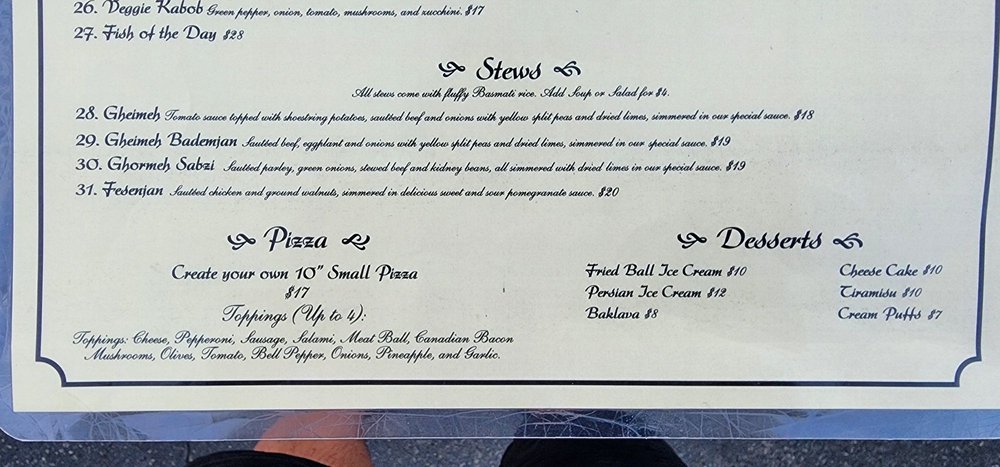 26. Veggie Kabob Green pepper, onion, tomato, mushrooms, and zucchini. $17
27. Fish of the Day $28
Stews
All stews come with fluffy Basmati rice. Add Soup or Salad for $4.
28. Gheimeh Tomato sauce topped with shoestring potatoes, sautéed beef and onions with yellow split peas and dried limes, simmered in our special sauce. $18
29. Gheimeh Bademjan Sautéed beef, eggplant and onions with yellow split peas and dried limes, simmered in our special sauce. $19
30. Ghormeh Sabzi Sautéed parley, green onions, stewed beef and kidney beans, all simmered with dried limes in our special sauce. $19
31. Fesenjan Sautéed chicken and ground walnuts, simmered in delicious sweet and sour pomegranate sauce. $20
Pizza
Create your own 10" Small Pizza
$17
Toppings (Up to 4):
Toppings: Cheese, Pepperoni, Sausage, Salami, Meat Ball, Canadian Bacon
Mushrooms, Olives, Tomato, Bell Pepper, Onions, Pineapple, and Garlic.
Desserts
Fried Ball Ice Cream $10
Persian Ice Cream $12
Baklava $8
Cheese Cake $10
Tiramisu $10
Cream Puffs $7